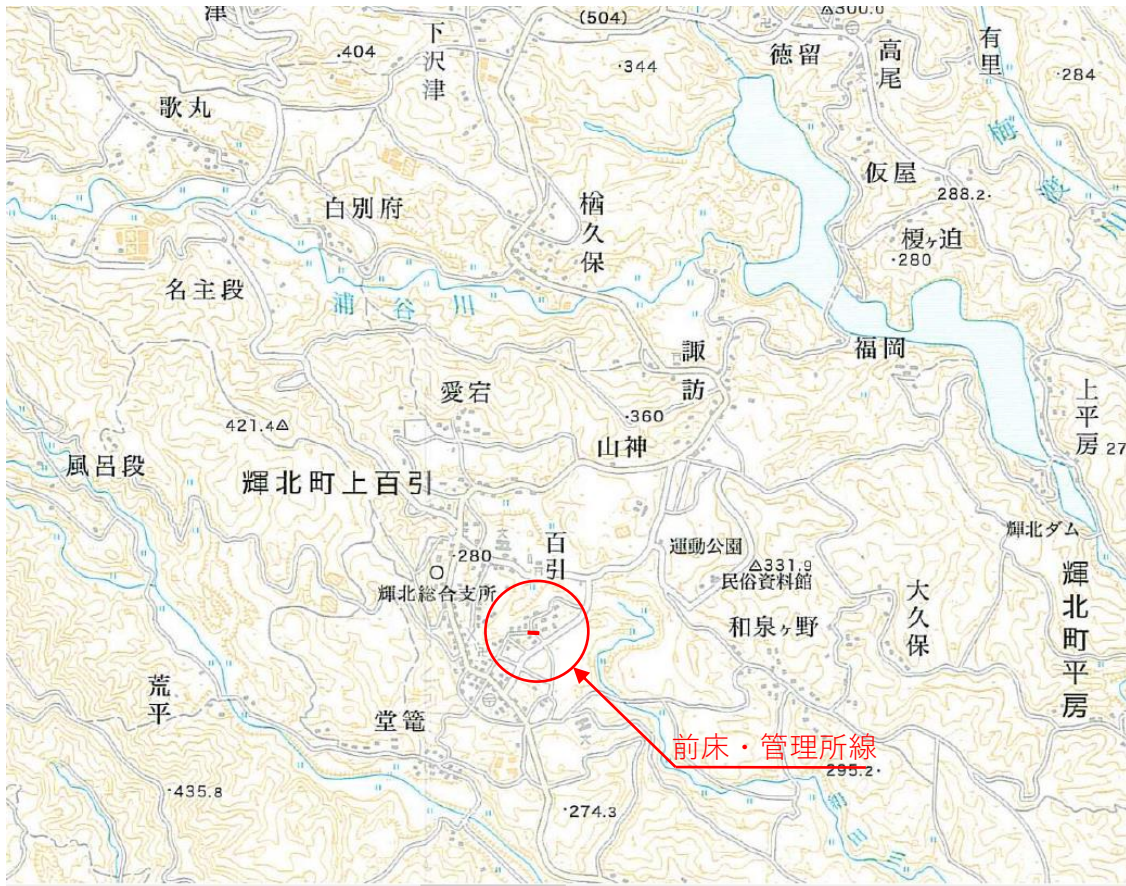 津
(504)
△300.0
下沢津
·404
·344
徳留
高尾
有里
·284
歌丸
梅渡川
仮屋
288.2·
白別府
楢久保
榎ヶ迫
·280
名主段
浦谷川
諏訪
福岡
愛宕
上平房
·360
421.4△
山神
27
風呂段
輝北町上百引
輝北ダム
百引
運動公園
·280
△331.9
民俗資料館
輝北町平房
輝北総合支所
大久保
和泉ヶ野
荒平
堂篭
前床・管理所線
295.2·
·435.8
·274.3